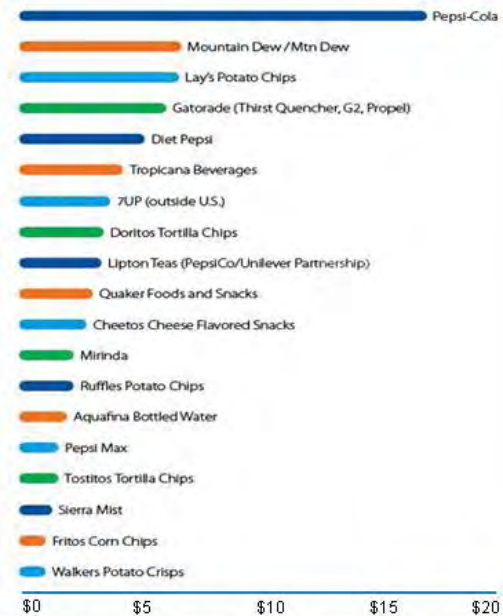 Pepsi-Cola
Mountain Dew / Mtn Dew
Lay's Potato Chips
Gatorade (Thirst Quencher, G2, Propel)
Diet Pepsi
Tropicana Beverages
7UP (outside U.S.)
Doritos Tortilla Chips
Lipton Teas (PepsiCo/Unilever Partnership)
Quaker Foods and Snacks
Cheetos Cheese Flavored Snacks
Mirinda
Ruffles Potato Chips
Aquafina Bottled Water
Pepsi Max
Tostitos Tortilla Chips
Sierra Mist
Fritos Corn Chips
Walkers Potato Crisps
$0 $5 $10 $15 $20